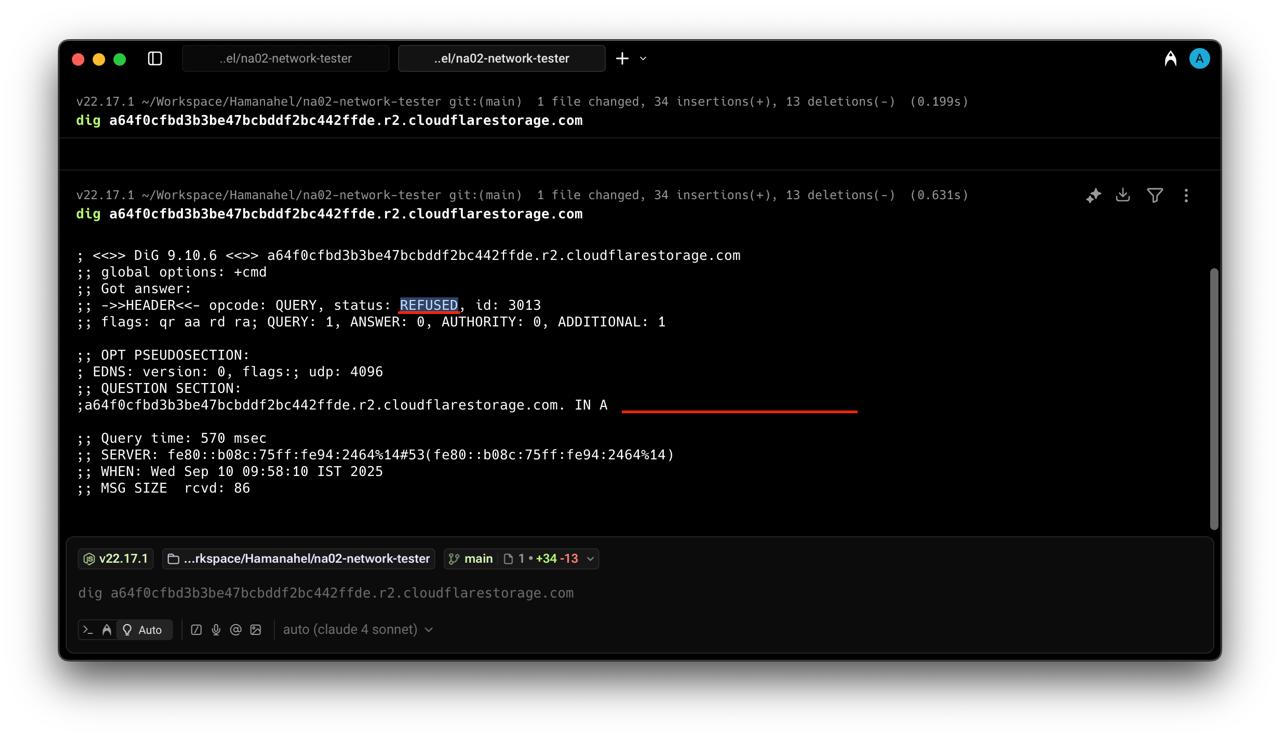 ..el/na02-network-tester
..el/na02-network-tester
A
v22.17.1 ~/Workspace/Hamanahel/na02-network-tester git:(main)  1 file changed, 34 insertions(+), 13 deletions(-)  (0.199s)
dig a64f0cfbd3b3be47bcbddf2bc442ffde.r2.cloudflarestorage.com
v22.17.1 ~/Workspace/Hamanahel/na02-network-tester git:(main)  1 file changed, 34 insertions(+), 13 deletions(-)  (0.631s)
dig a64f0cfbd3b3be47bcbddf2bc442ffde.r2.cloudflarestorage.com
; <<>> DiG 9.10.6 <<>> a64f0cfbd3b3be47bcbddf2bc442ffde.r2.cloudflarestorage.com
;; global options: +cmd
;; Got answer:
;; ->>HEADER<<- opcode: QUERY, status: REFUSED, id: 3013
;; flags: qr aa rd ra; QUERY: 1, ANSWER: 0, AUTHORITY: 0, ADDITIONAL: 1
;; OPT PSEUDOSECTION:
; EDNS: version: 0, flags:; udp: 4096
;; QUESTION SECTION:
;a64f0cfbd3b3be47bcbddf2bc442ffde.r2.cloudflarestorage.com. IN A
;; Query time: 570 msec
;; SERVER: fe80::b08c:75ff:fe94:2464%14#53(fe80::b08c:75ff:fe94:2464%14)
;; WHEN: Wed Sep 10 09:58:10 IST 2025
;; MSG SIZE  rcvd: 86
v22.17.1 ...rkspace/Hamanahel/na02-network-tester main 1 • +34 -13
dig a64f0cfbd3b3be47bcbddf2bc442ffde.r2.cloudflarestorage.com
Auto auto (claude 4 sonnet)